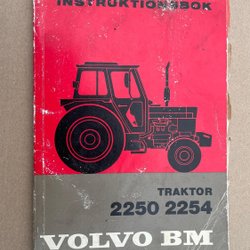 INSTRUKTIONSBOK
TRAKTOR
2250 2254
VOLVO BM